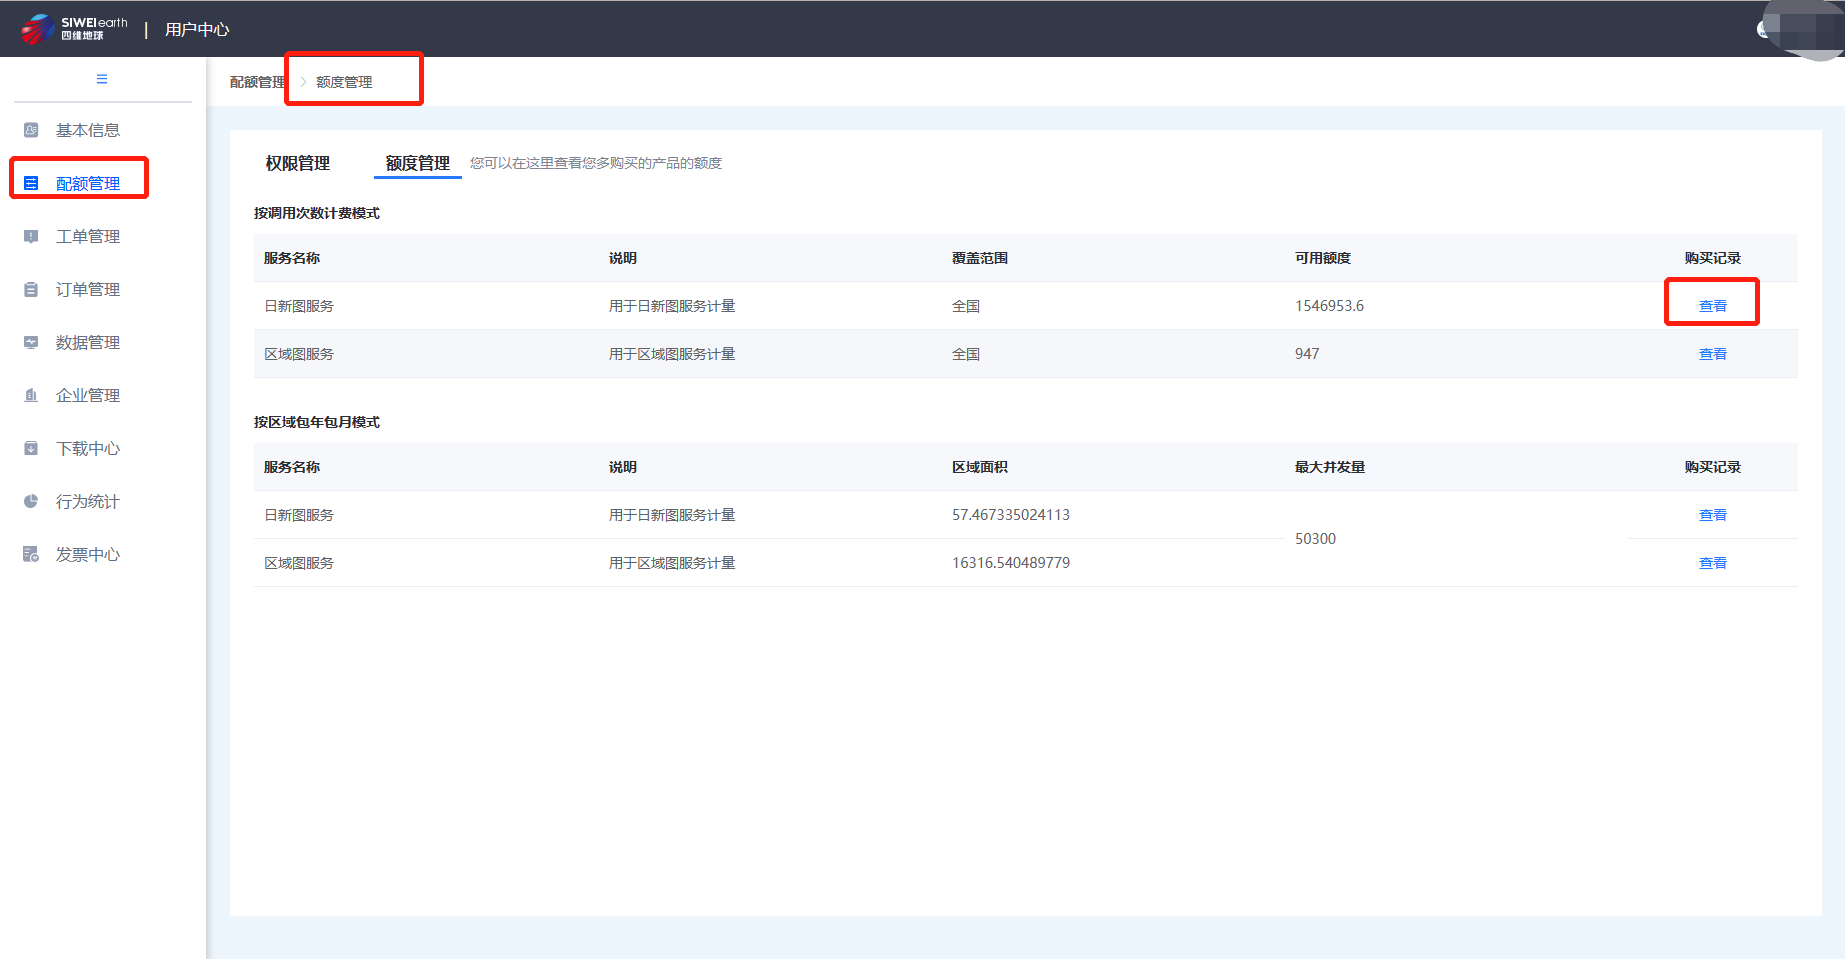 SIWEI earth
四维地球
用户中心
配额管理 > 额度管理
基本信息
配额管理
工单管理
订单管理
数据管理
企业管理
下载中心
行为统计
发票中心
权限管理 额度管理 您可以在这里查看您多购买的产品的额度
按调用次数计费模式
服务名称 说明 覆盖范围 可用额度 购买记录
日新图服务 用于日新图服务计量 全国 1546953.6 查看
区域图服务 用于区域图服务计量 全国 947 查看
按区域包年包月模式
服务名称 说明 区域面积 最大并发量 购买记录
日新图服务 用于日新图服务计量 57.467335024113 查看
50300
区域图服务 用于区域图服务计量 16316.540489779 查看